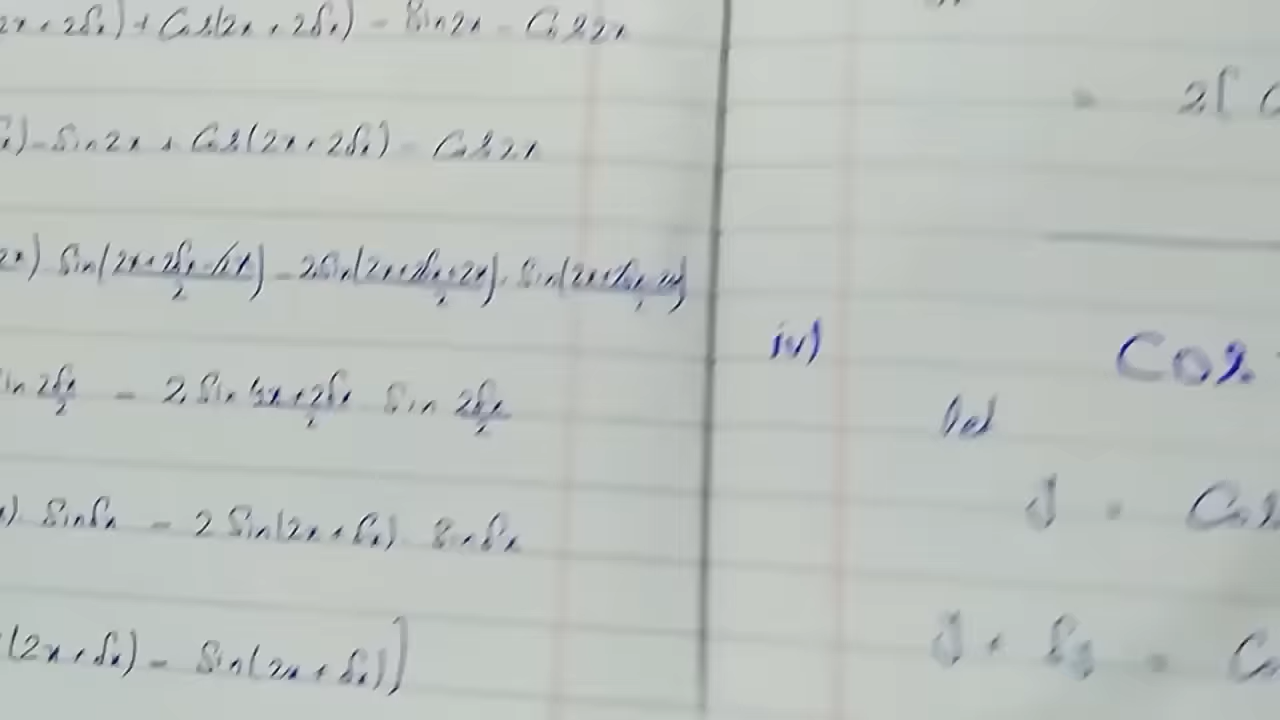 2x + 2δx) + Cos(2x + 2δx) - Sin2x - Cos2x
) - Sin2x + Cos(2x + 2δx) - Cos2x
2x) Sin(2x+2δx-2x)/2 - 2Sin(2x+2δx+2x)/2 . Sin(2x+2δx-2x)/2
in 2δx/2 - 2 Sin 4x+2δx/2 Sin 2δx/2
) Sinδx - 2 Sin(2x + δx) Sinδx
(2x + δx) - Sin(2x + δx)]
= 2[ C
iv) Cos
let
y = Cos
y + δy = Co